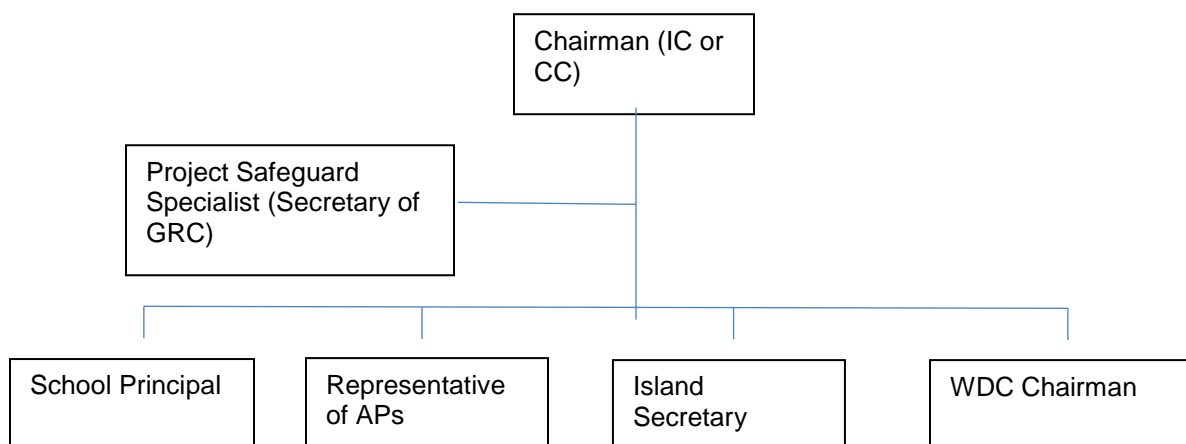 Chairman (IC or
CC)
Project Safeguard
Specialist (Secretary of
GRC)
School Principal
Representative
of APs
Island
Secretary
WDC Chairman